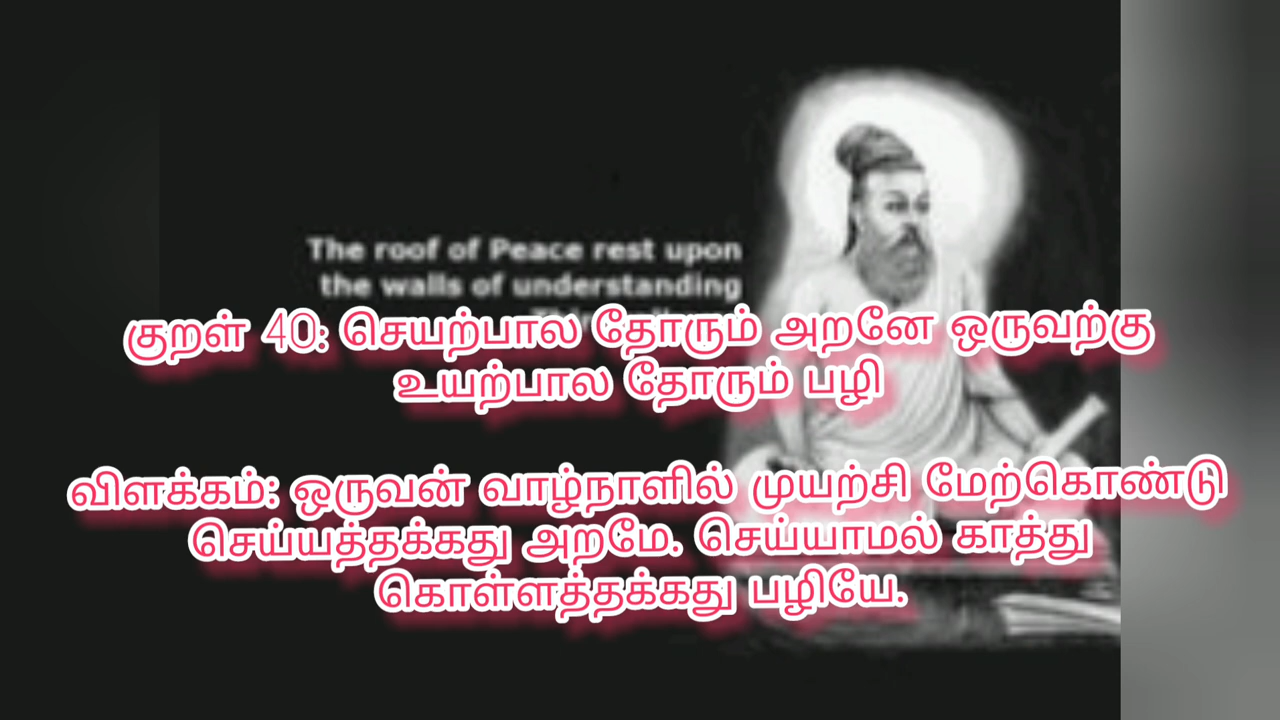 The roof of Peace rest upon
the walls of understanding
குறள் 40: செயற்பால தோரும் அறனே ஒருவற்கு
உயற்பால தோரும் பழி
விளக்கம்: ஒருவன் வாழ்நாளில் முயற்சி மேற்கொண்டு
செய்யத்தக்கது அறமே. செய்யாமல் காத்து
கொள்ளத்தக்கது பழியே.